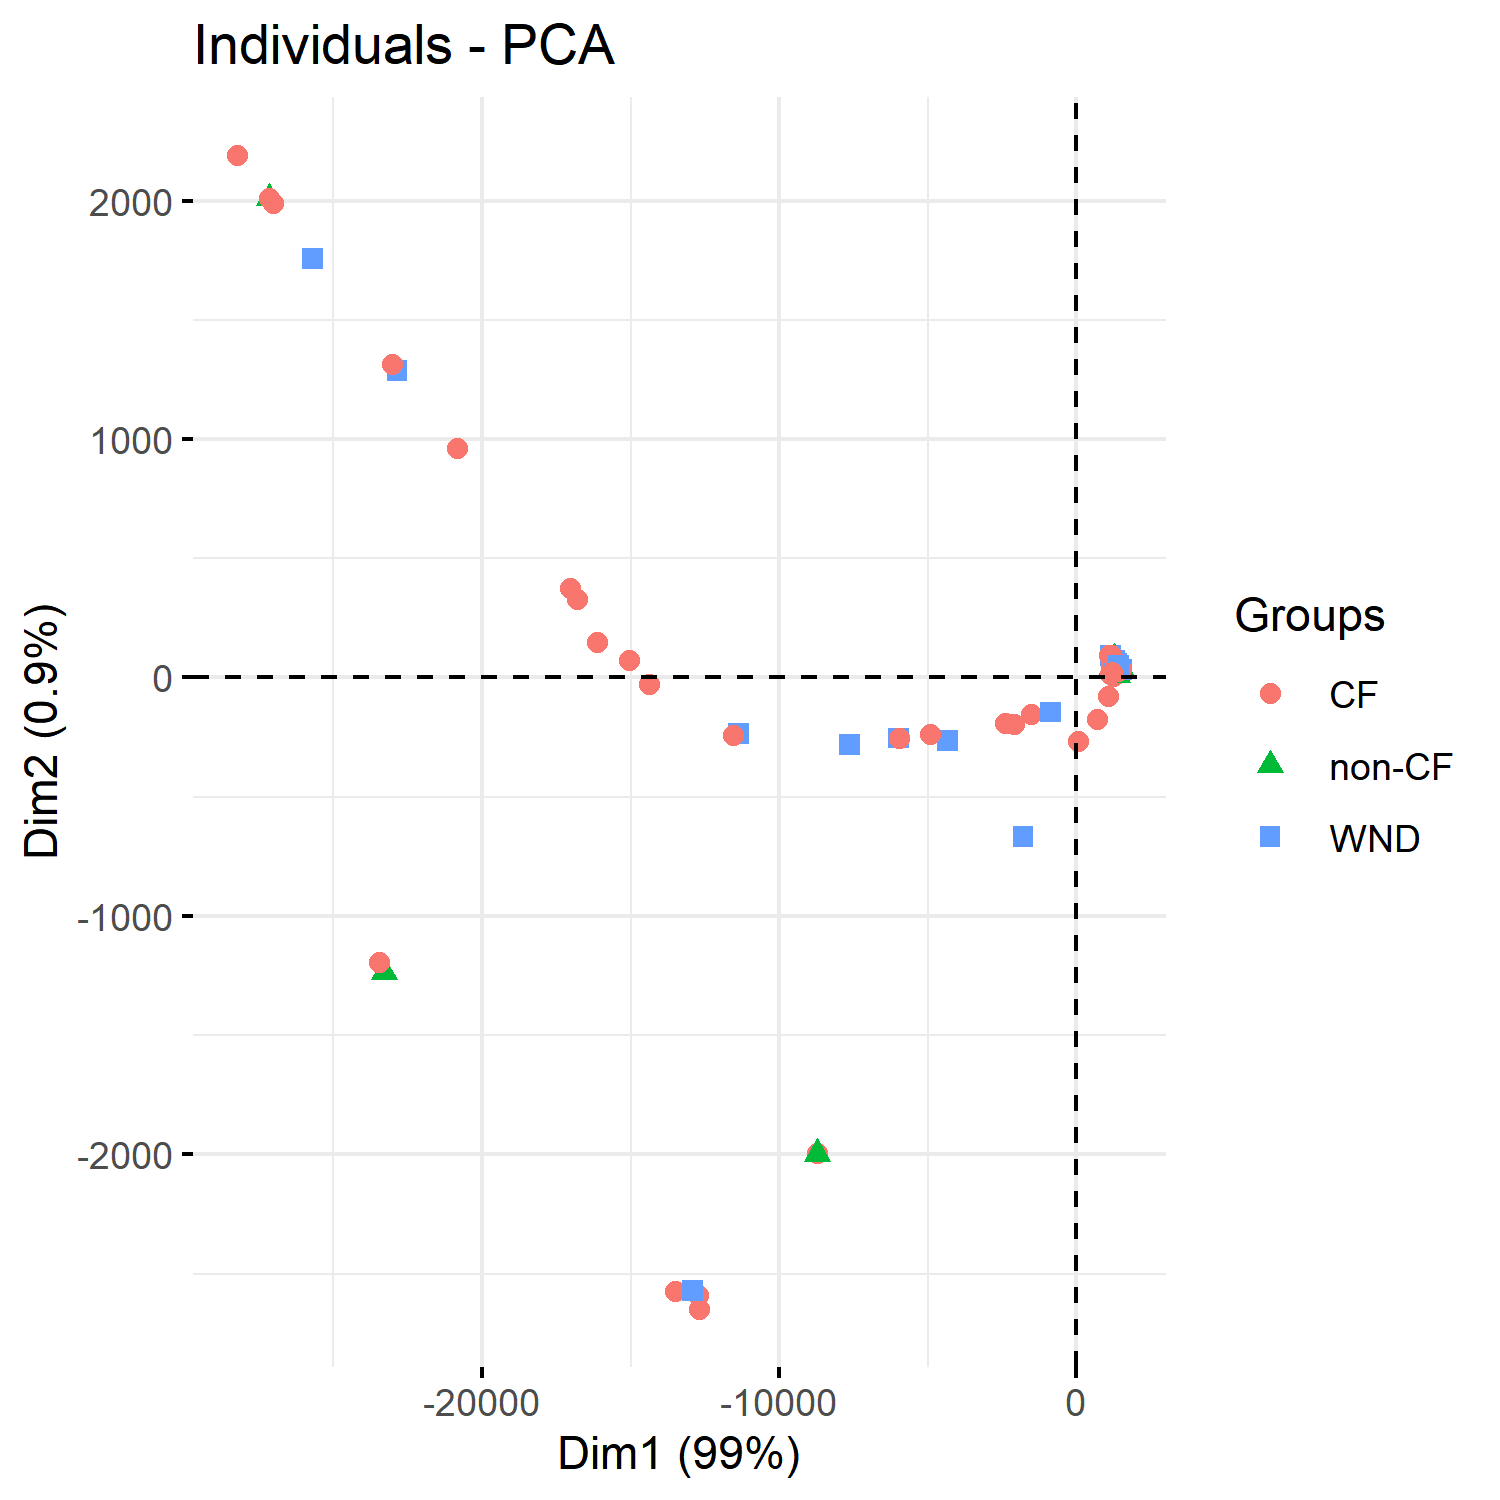 Individuals - PCA
2000
1000
0
-1000
-2000
Dim2 (0.9%)
-20000
-10000
0
Dim1 (99%)
Groups
CF
non-CF
WND